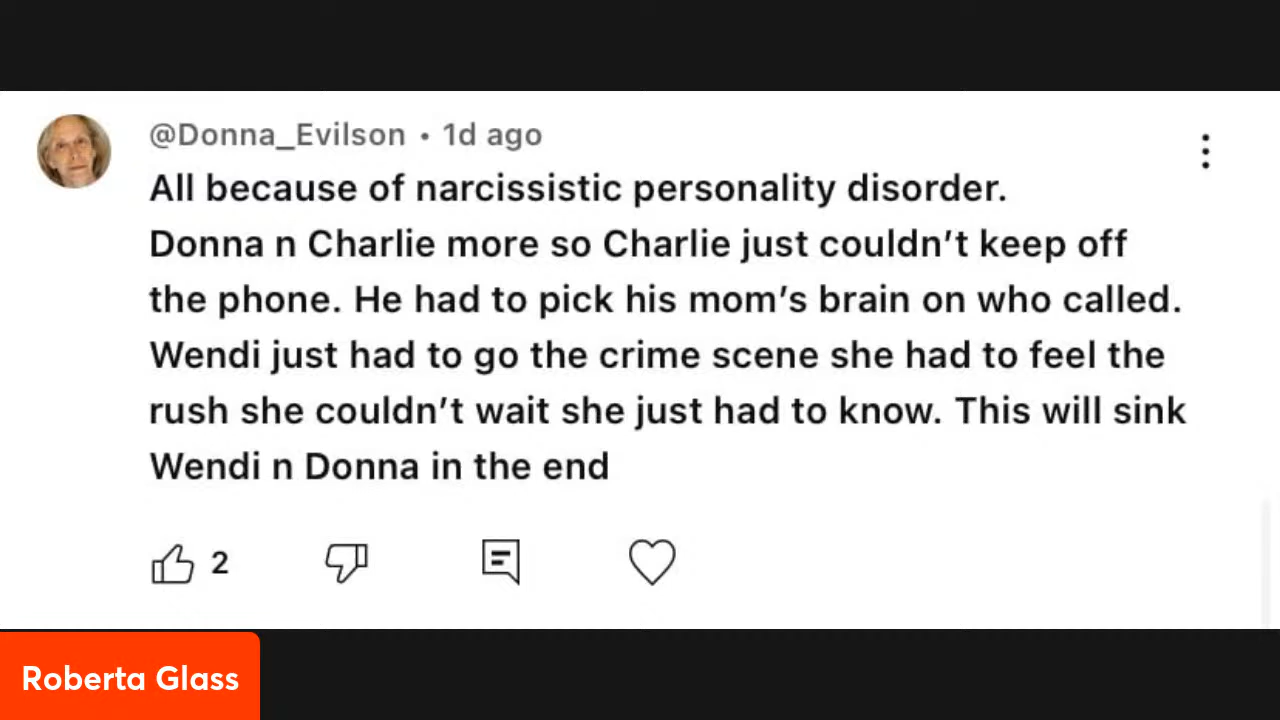 @Donna_Evilson • 1d ago
All because of narcissistic personality disorder.
Donna n Charlie more so Charlie just couldn’t keep off
the phone. He had to pick his mom’s brain on who called.
Wendi just had to go the crime scene she had to feel the
rush she couldn’t wait she just had to know. This will sink
Wendi n Donna in the end
2
Roberta Glass